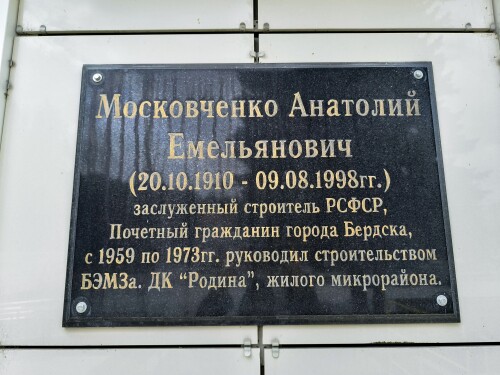 Московченко Анатолий
Емельянович
(20.10.1910 - 09.08.1998гг.)
заслуженный строитель РСФСР,
Почетный гражданин города Бердска,
с 1959 по 1973гг. руководил строительством
БЭМЗа. ДК “Родина”, жилого микрорайона.